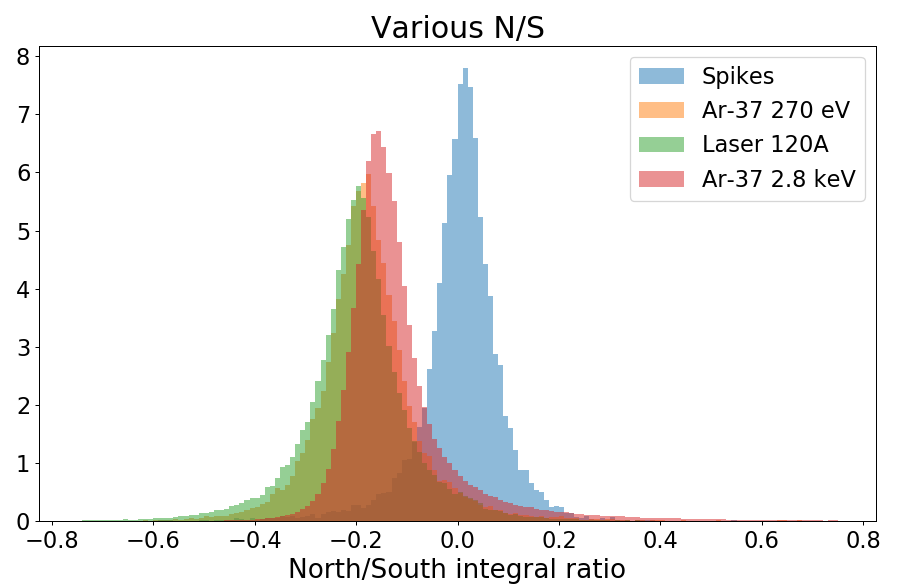 Various N/S
8
7
6
5
4
3
2
1
0
Spikes
Ar-37 270 eV
Laser 120A
Ar-37 2.8 keV
−0.8 −0.6 −0.4 −0.2 0.0 0.2 0.4 0.6 0.8
North/South integral ratio